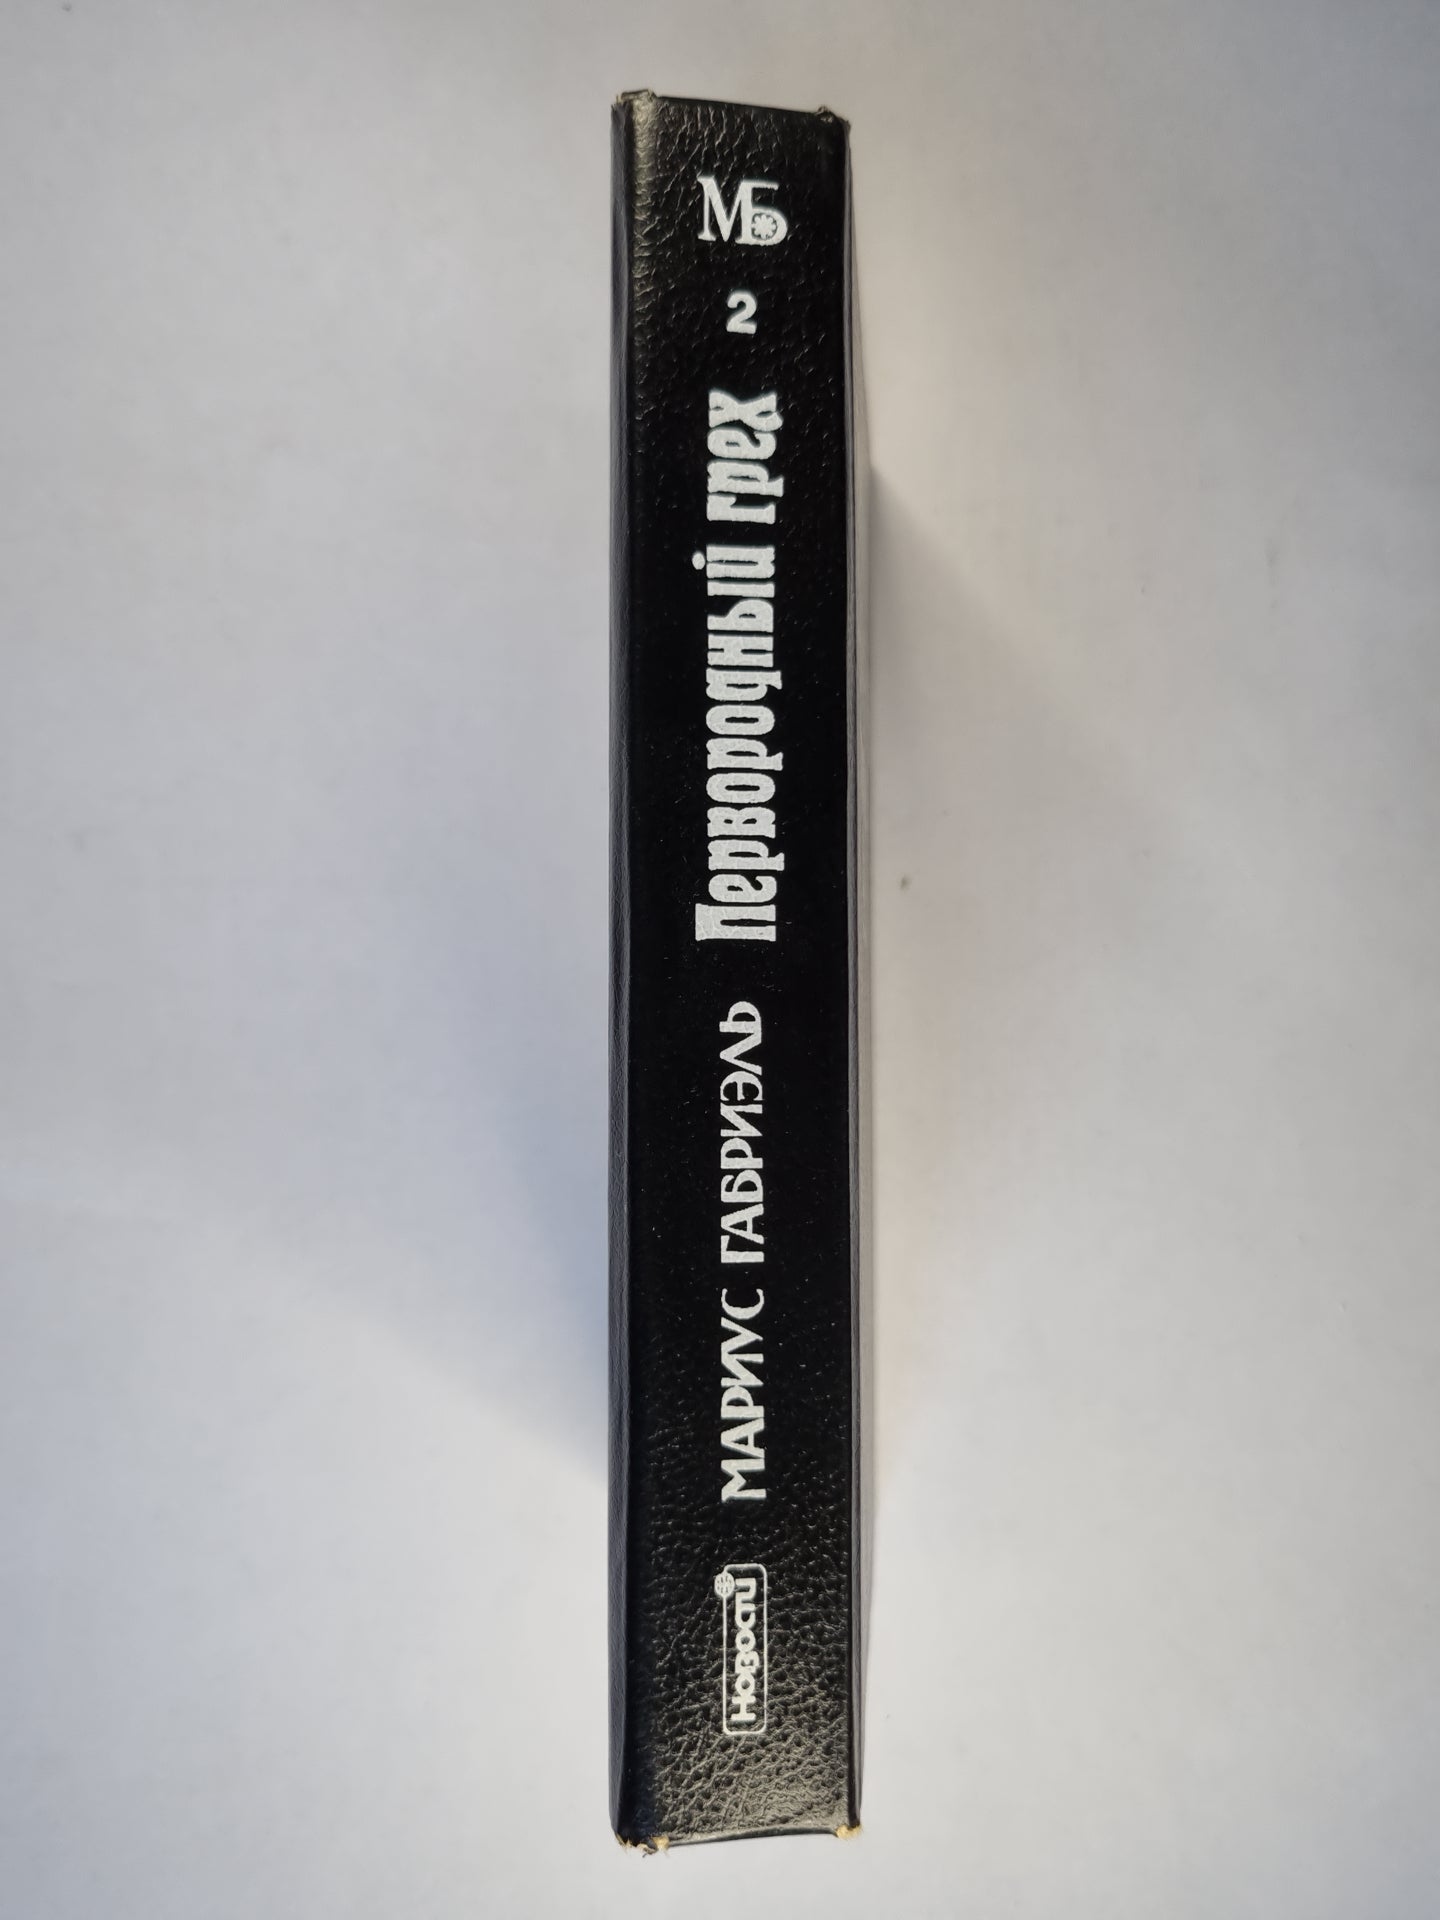 МБ
2
Первородный грех
МАРИУС ГАБРИЭЛЬ
Новости